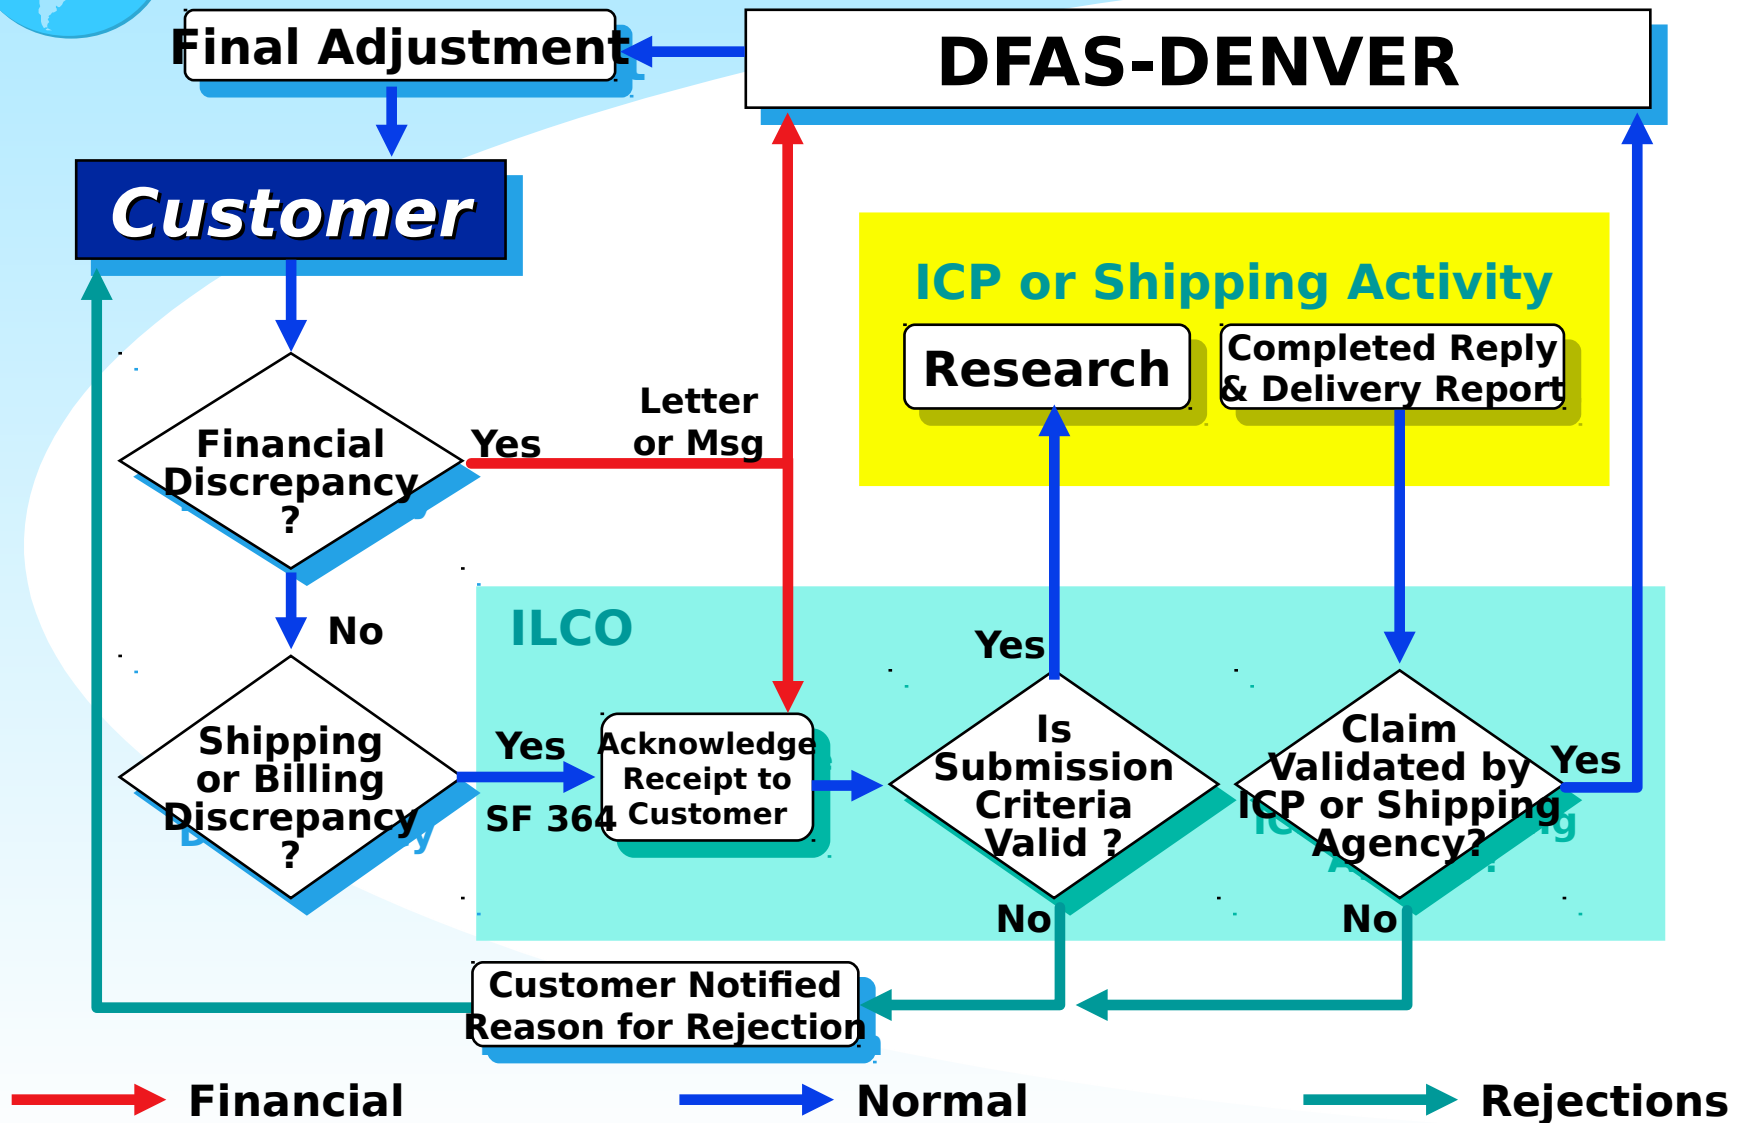 Final Adjustment
DFAS-DENVER
Customer
ICP or Shipping Activity
Research
Completed Reply
& Delivery Report
Letter
or Msg
Yes
Financial
Discrepancy
?
No
ILCO
Yes
Shipping
or Billing
Discrepancy
?
Yes
SF 364
Acknowledge
Receipt to
Customer
Is
Submission
Criteria
Valid ?
Claim
Validated by
ICP or Shipping
Agency?
Yes
No
No
Customer Notified
Reason for Rejection
Financial
Normal
Rejections